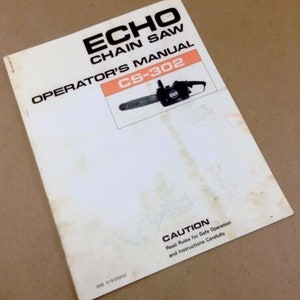 ECHO
CHAIN SAW
OPERATOR'S MANUAL
CS-302
CAUTION
Read Rules for Safe Operation
and Instructions Carefully